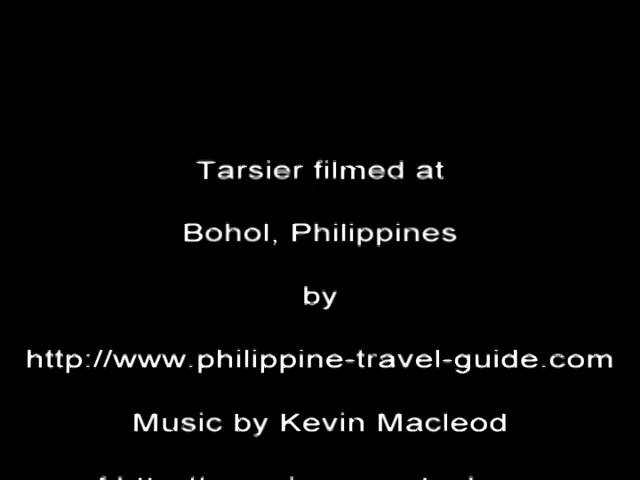 Tarsier filmed at
Bohol, Philippines
by
http://www.philippine-travel-guide.com
Music by Kevin Macleod